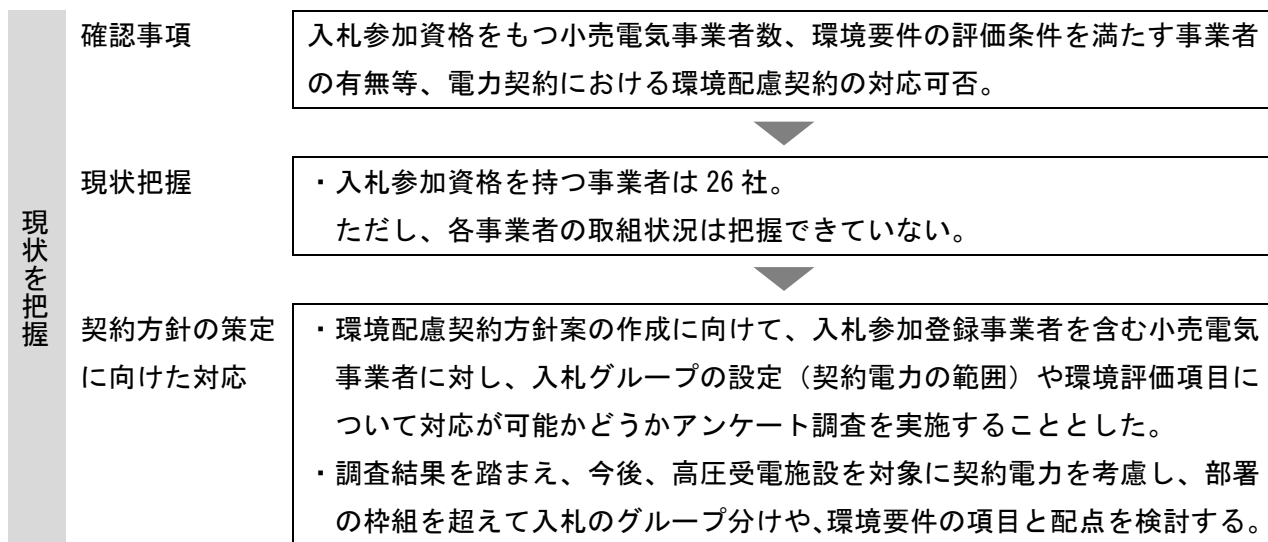 現状を把握
確認事項
入札参加資格をもつ小売電気事業者数、環境要件の評価条件を満たす事業者
の有無等、電力契約における環境配慮契約の対応可否。
現状把握
・入札参加資格を持つ事業者は 26 社。
ただし、各事業者の取組状況は把握できていない。
契約方針の策定
に向けた対応
・環境配慮契約方針案の作成に向けて、入札参加登録事業者を含む小売電気
事業者に対し、入札グループの設定（契約電力の範囲）や環境評価項目に
ついて対応が可能かどうかアンケート調査を実施することとした。
・調査結果を踏まえ、今後、高圧受電施設を対象に契約電力を考慮し、部署
の枠組を超えて入札のグループ分けや、環境要件の項目と配点を検討する。